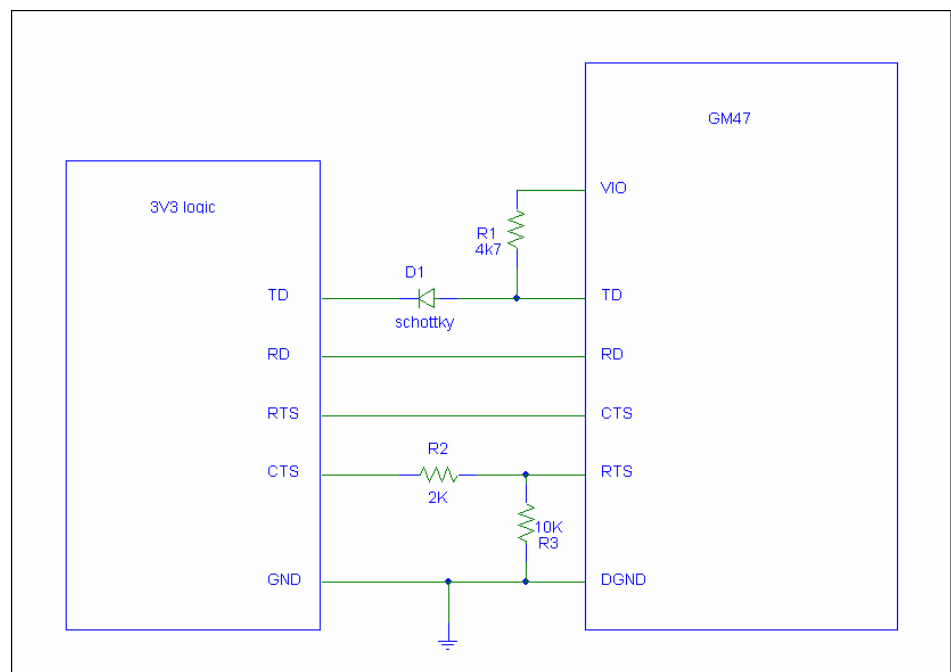 GM47
VIO
3V3 logic
R1
4k7
D1
TD
TD
schottky
RD
RD
RTS
CTS
R2
CTS
RTS
2K
10K
R3
GND
DGND